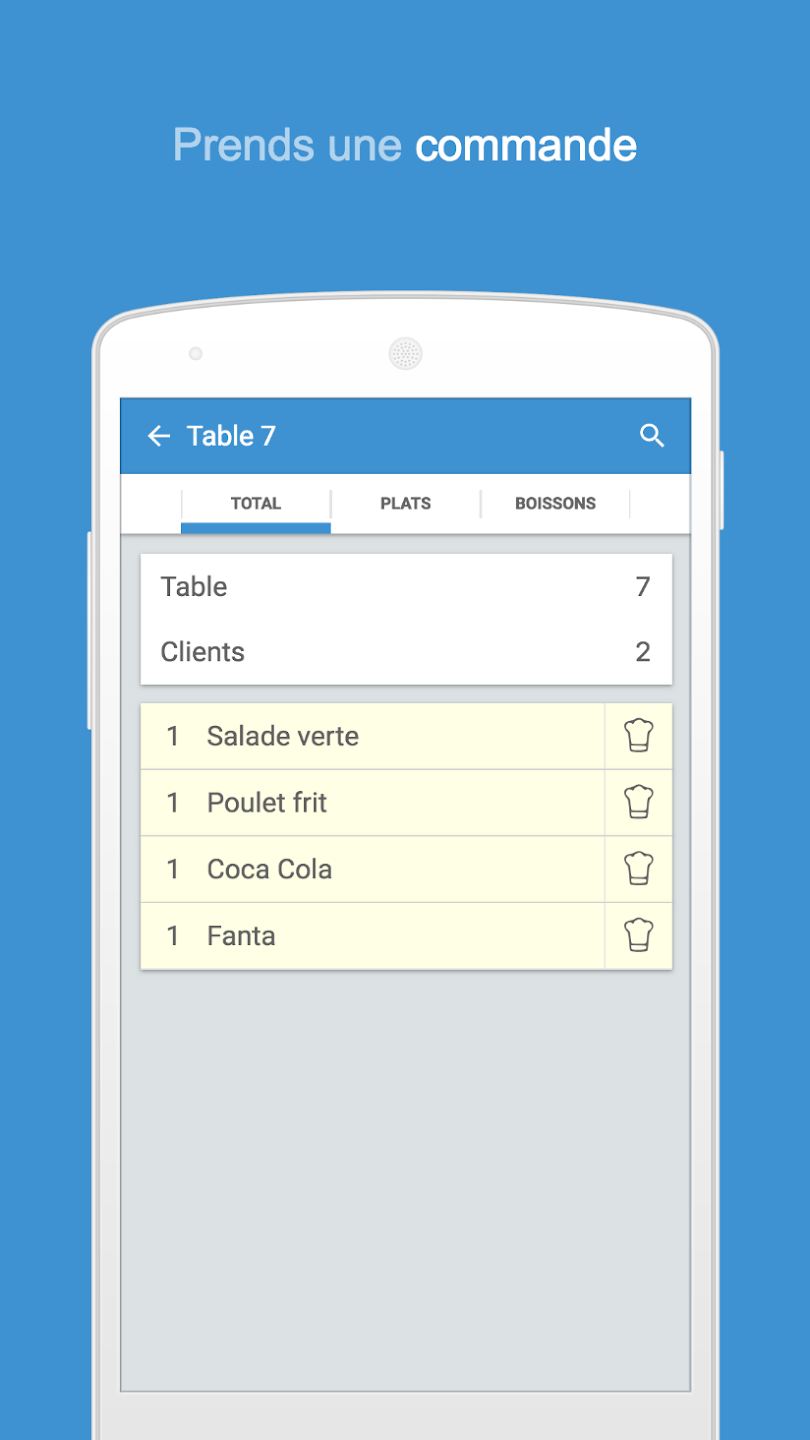 Prends une commande
Table 7
TOTAL PLATS BOISSONS
Table 7
Clients 2
1 Salade verte
1 Poulet frit
1 Coca Cola
1 Fanta